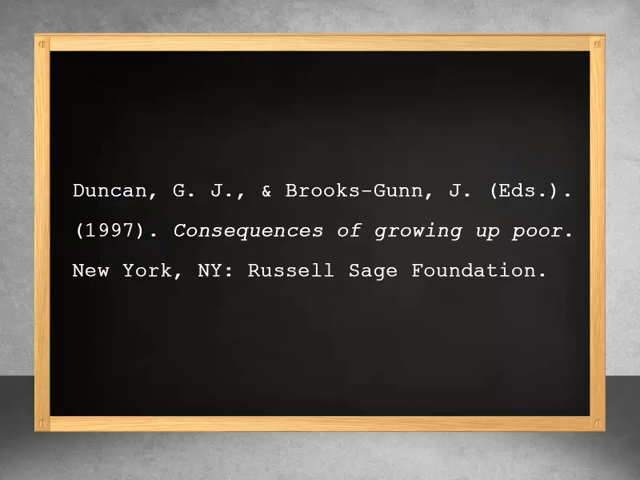 Duncan, G. J., & Brooks-Gunn, J. (Eds.).
(1997). Consequences of growing up poor.
New York, NY: Russell Sage Foundation.